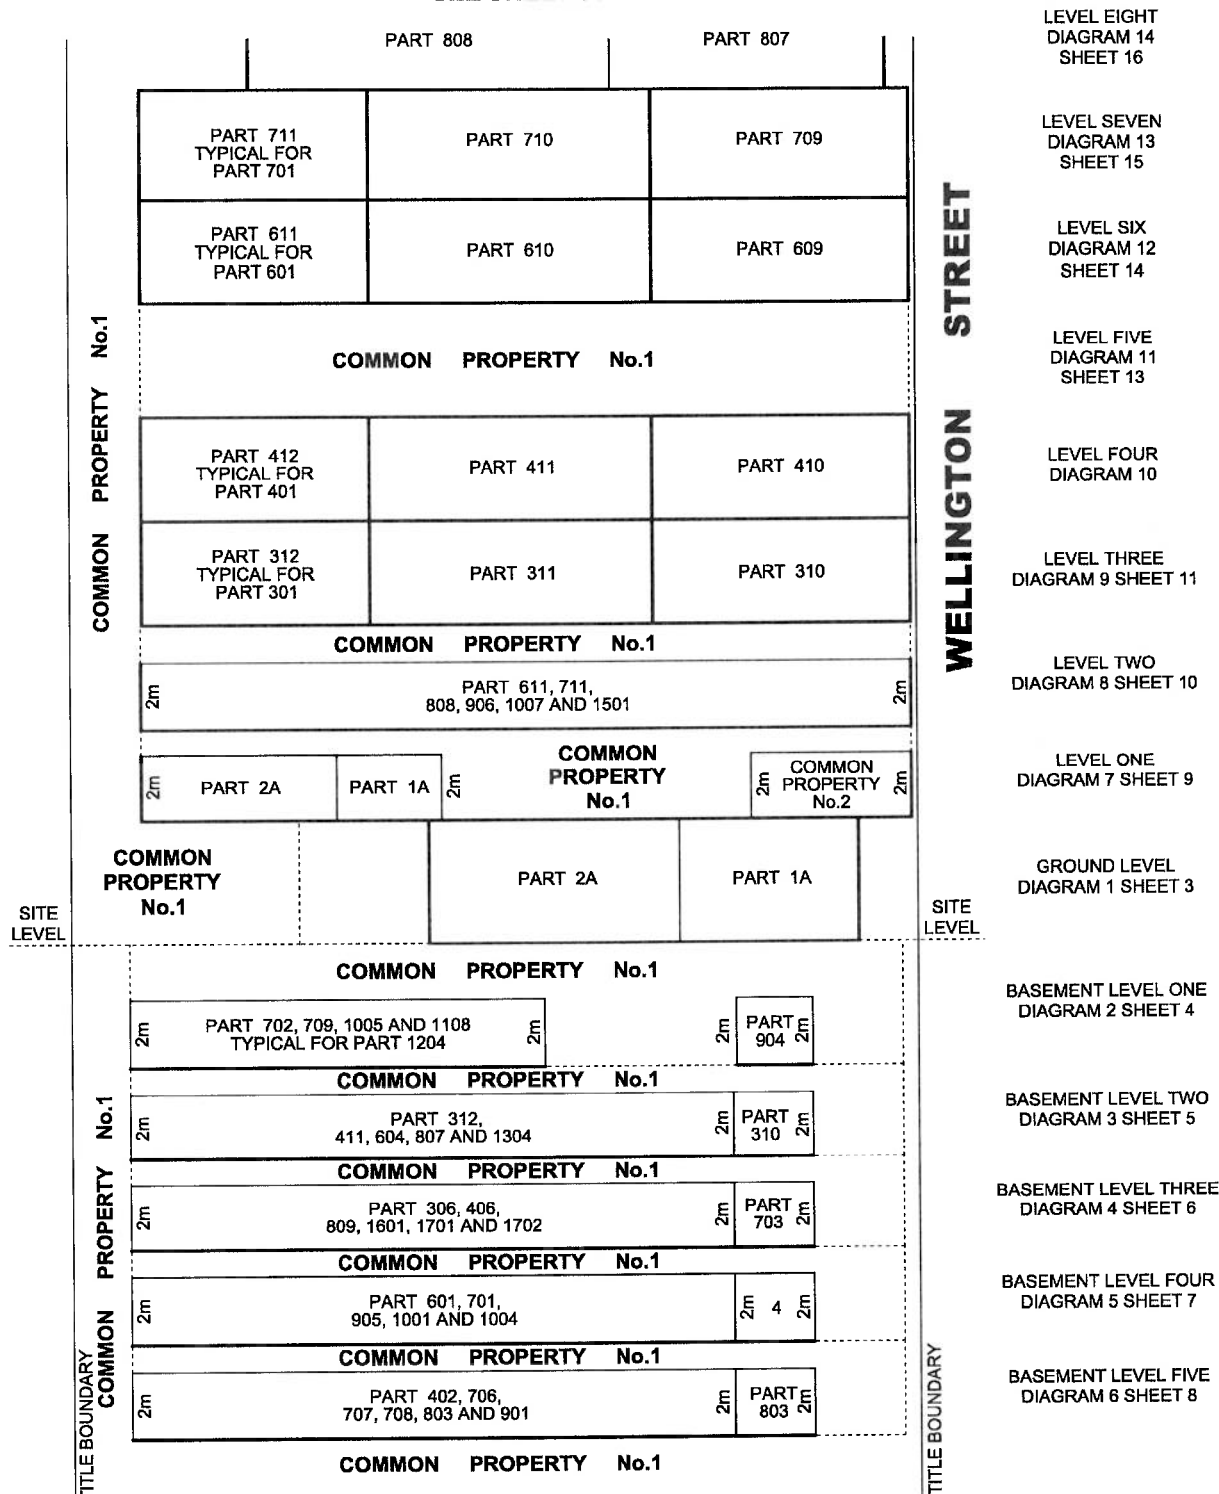 PART 808
PART 807
LEVEL EIGHT
DIAGRAM 14
SHEET 16
PART 711
TYPICAL FOR
PART 701
PART 710
PART 709
LEVEL SEVEN
DIAGRAM 13
SHEET 15
PART 611
TYPICAL FOR
PART 601
PART 610
PART 609
LEVEL SIX
DIAGRAM 12
SHEET 14
COMMON PROPERTY No.1
COMMON PROPERTY No.1
WELLINGTON STREET
LEVEL FIVE
DIAGRAM 11
SHEET 13
PART 412
TYPICAL FOR
PART 401
PART 411
PART 410
LEVEL FOUR
DIAGRAM 10
PART 312
TYPICAL FOR
PART 301
PART 311
PART 310
LEVEL THREE
DIAGRAM 9 SHEET 11
COMMON PROPERTY No.1
2m
PART 611, 711,
808, 906, 1007 AND 1501
2m
LEVEL TWO
DIAGRAM 8 SHEET 10
2m
PART 2A
PART 1A
2m
COMMON
PROPERTY
No.1
2m
COMMON
PROPERTY
No.2
2m
LEVEL ONE
DIAGRAM 7 SHEET 9
COMMON
PROPERTY
No.1
PART 2A
PART 1A
GROUND LEVEL
DIAGRAM 1 SHEET 3
SITE
LEVEL
SITE
LEVEL
COMMON PROPERTY No.1
2m
PART 702, 709, 1005 AND 1108
TYPICAL FOR PART 1204
2m
2m
PART
904
2m
BASEMENT LEVEL ONE
DIAGRAM 2 SHEET 4
COMMON PROPERTY No.1
COMMON PROPERTY No.1
2m
PART 312,
411, 604, 807 AND 1304
2m
PART
310
2m
BASEMENT LEVEL TWO
DIAGRAM 3 SHEET 5
COMMON PROPERTY No.1
2m
PART 306, 406,
809, 1601, 1701 AND 1702
2m
PART
703
2m
BASEMENT LEVEL THREE
DIAGRAM 4 SHEET 6
COMMON PROPERTY No.1
2m
PART 601, 701,
905, 1001 AND 1004
2m
4
2m
BASEMENT LEVEL FOUR
DIAGRAM 5 SHEET 7
COMMON PROPERTY No.1
2m
PART 402, 706,
707, 708, 803 AND 901
2m
PART
803
2m
BASEMENT LEVEL FIVE
DIAGRAM 6 SHEET 8
TITLE BOUNDARY
TITLE BOUNDARY
COMMON PROPERTY No.1